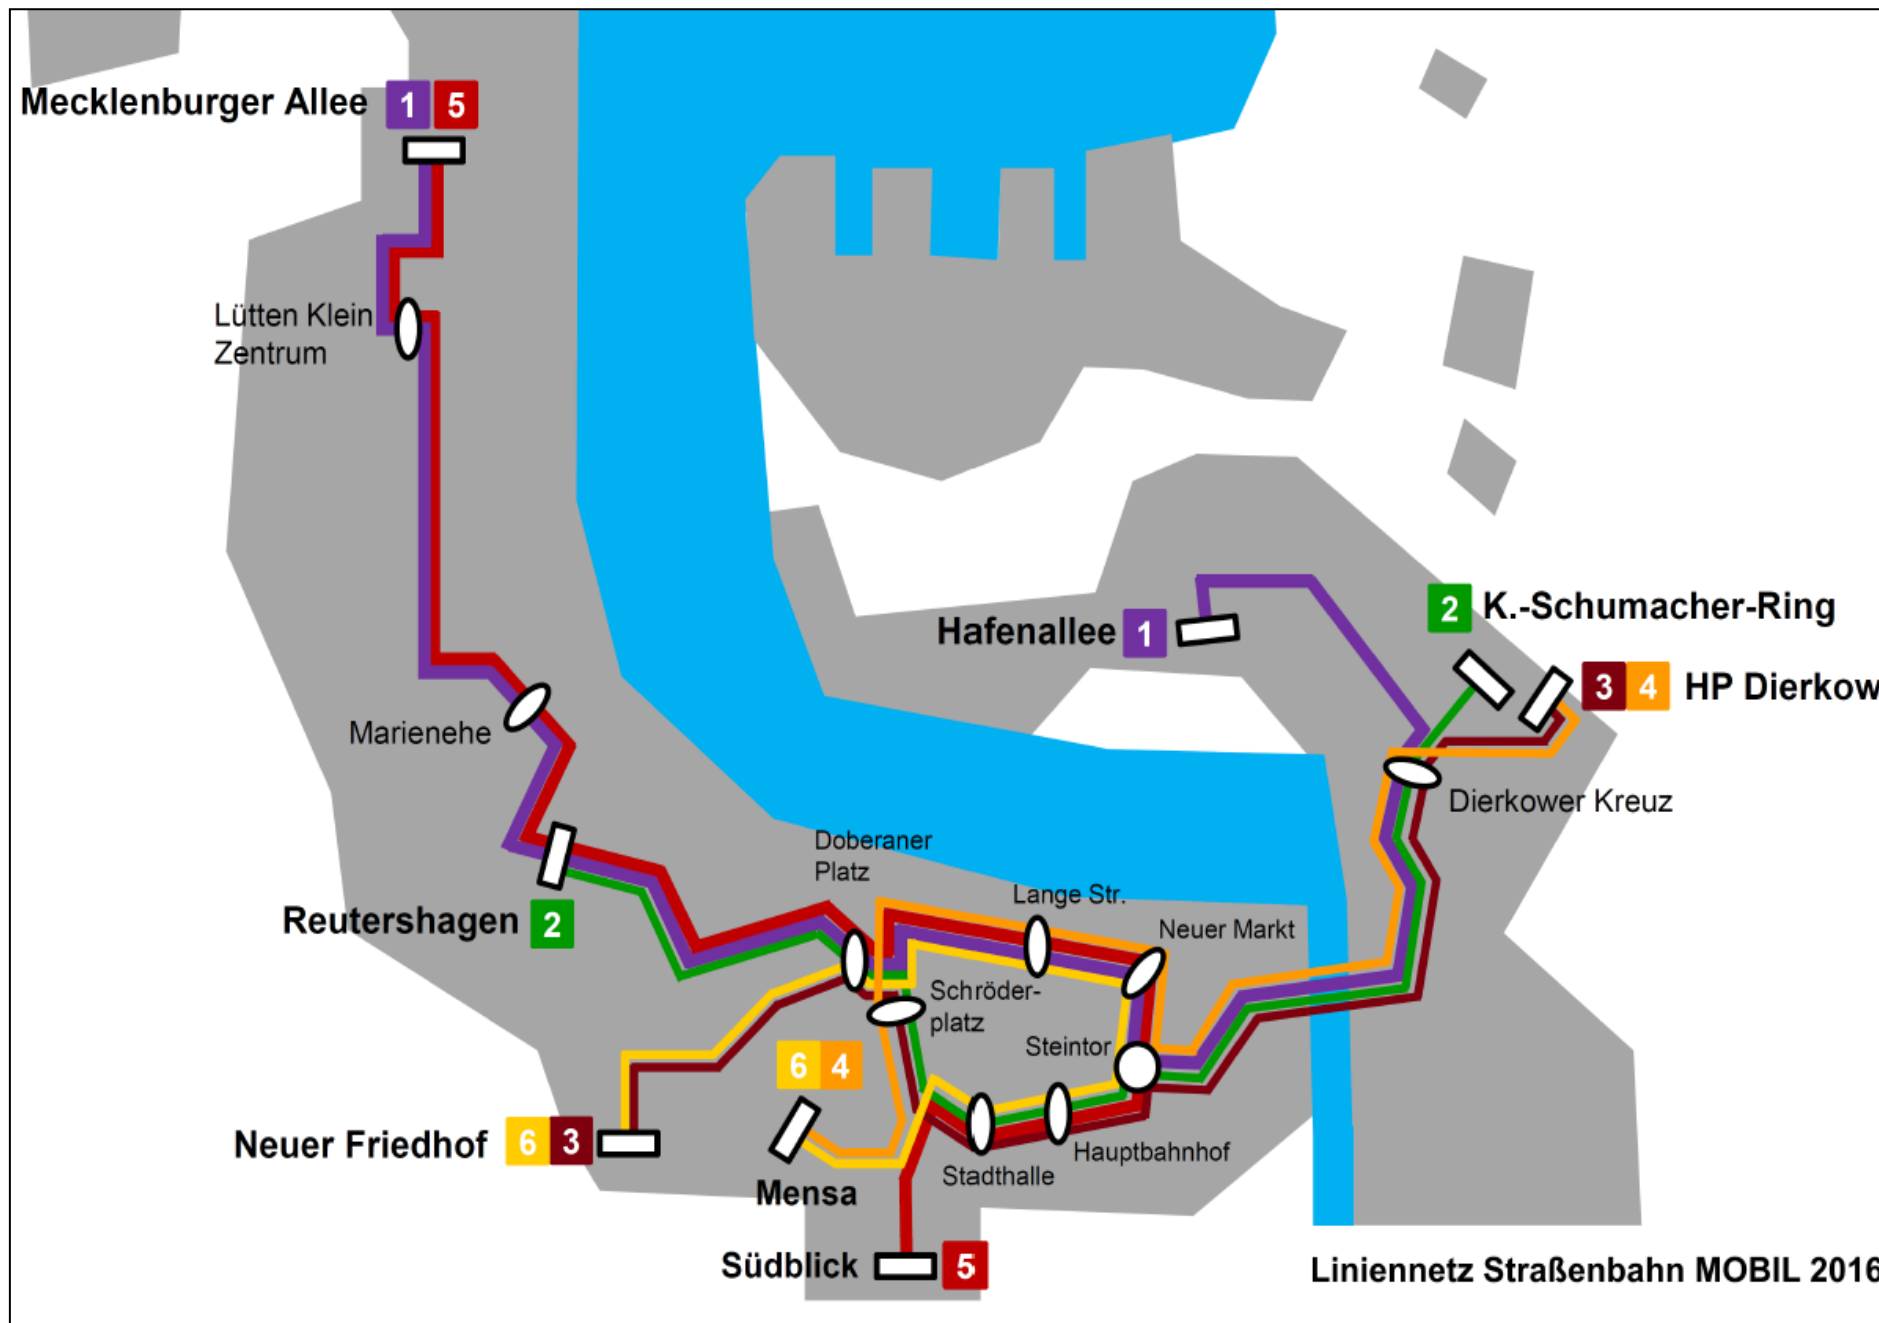 Mecklenburger Allee 1 5
Lütten Klein
Zentrum
Marienehe
Reutershagen 2
Hafenallee 1
2 K.-Schumacher-Ring
3 4 HP Dierkow
Dierkower Kreuz
Doberaner
Platz
Lange Str.
Neuer Markt
Schröder-
platz
Steintor
6 4
Mensa
Neuer Friedhof 6 3
Hauptbahnhof
Stadthalle
Südblick 5
Liniennetz Straßenbahn MOBIL 2016